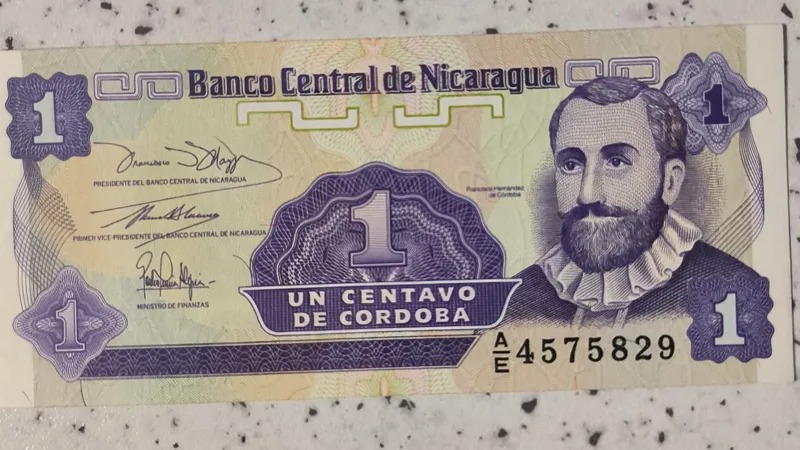 Banco Central de Nicaragua
1
1
PRESIDENTE DEL BANCO CENTRAL DE NICARAGUA
Francisco Hernández
de Córdoba
PRIMER VICE-PRESIDENTE DEL BANCO CENTRAL DE NICARAGUA
1
MINISTRO DE FINANZAS
UN CENTAVO
DE CORDOBA
1
1
A/E 4575829